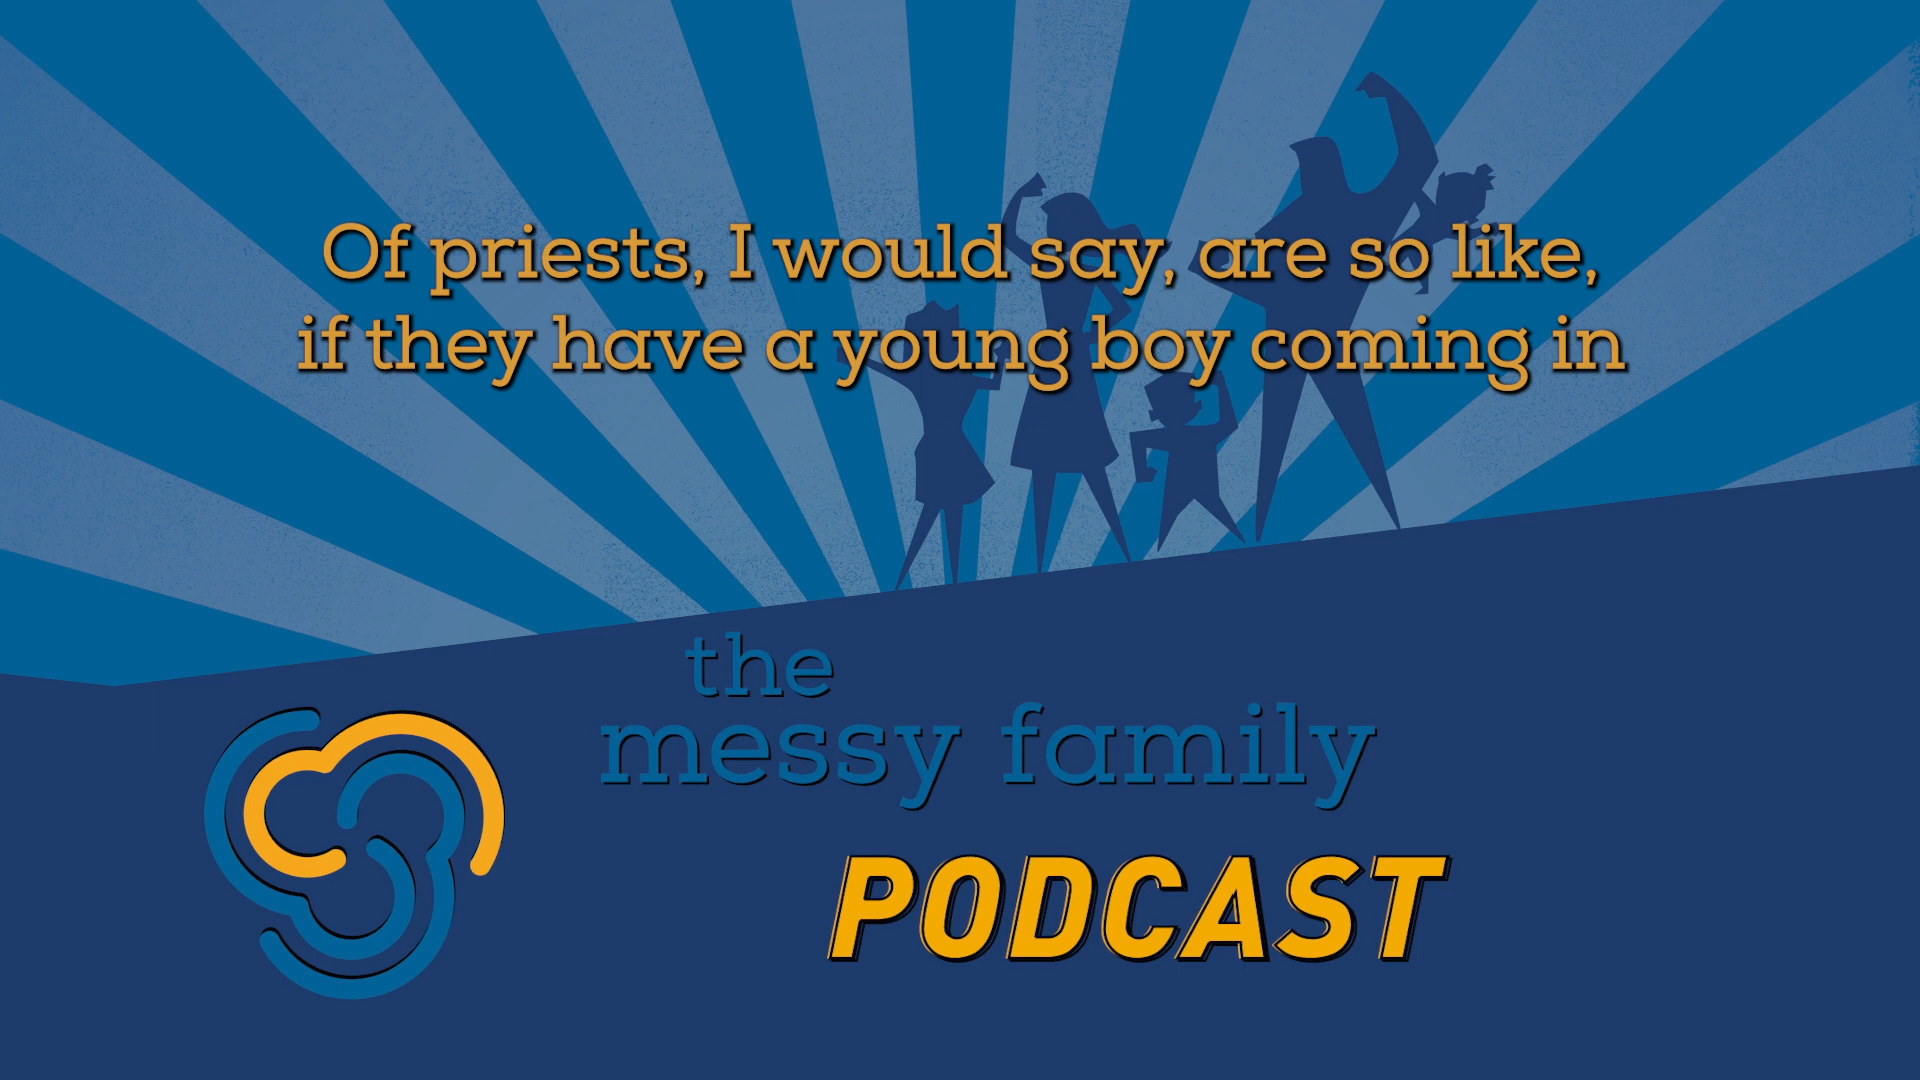 Of priests, I would say, are so like,
if they have a young boy coming in
the
messy family
PODCAST